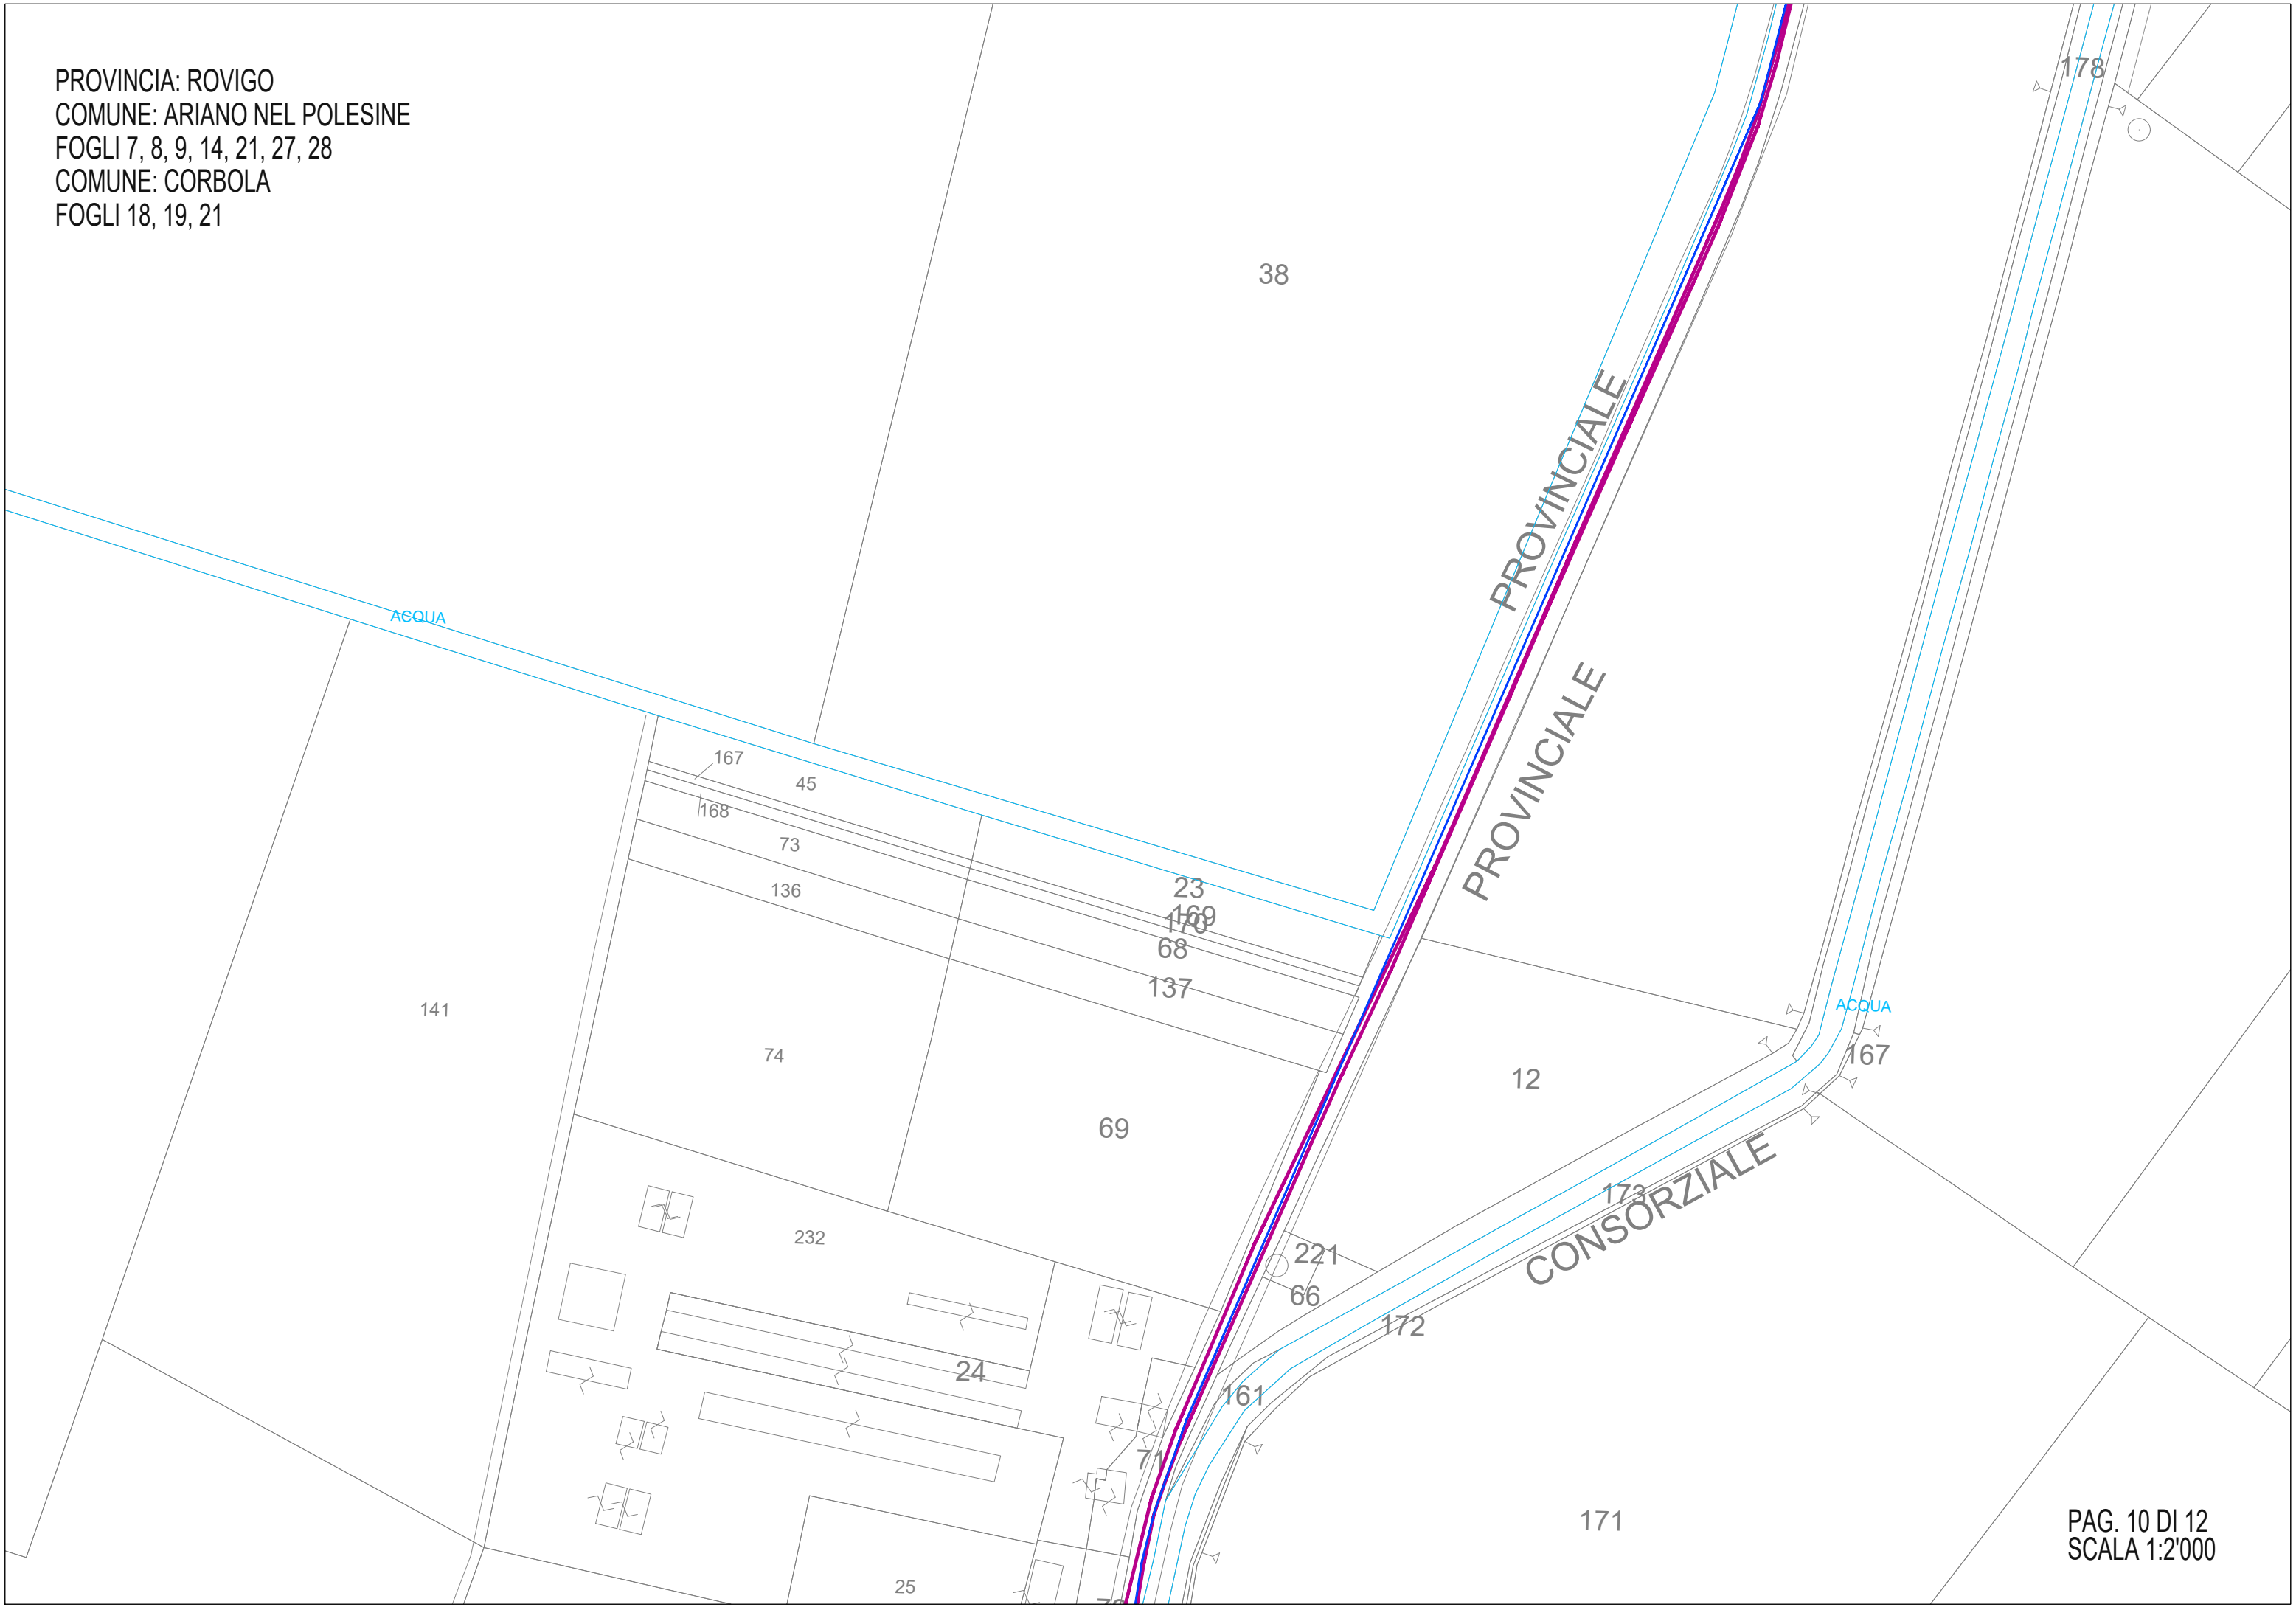 PROVINCIA: ROVIGO
COMUNE: ARIANO NEL POLESINE
FOGLI 7, 8, 9, 14, 21, 27, 28
COMUNE: CORBOLA
FOGLI 18, 19, 21
178
38
PROVINCIALE
ACQUA
PROVINCIALE
167
45
168
73
136
23
169
170
68
137
141
ACQUA
74
167
12
69
173
CONSORZIALE
232
221
66
172
24
161
71
171
25
PAG. 10 DI 12
SCALA 1:2'000